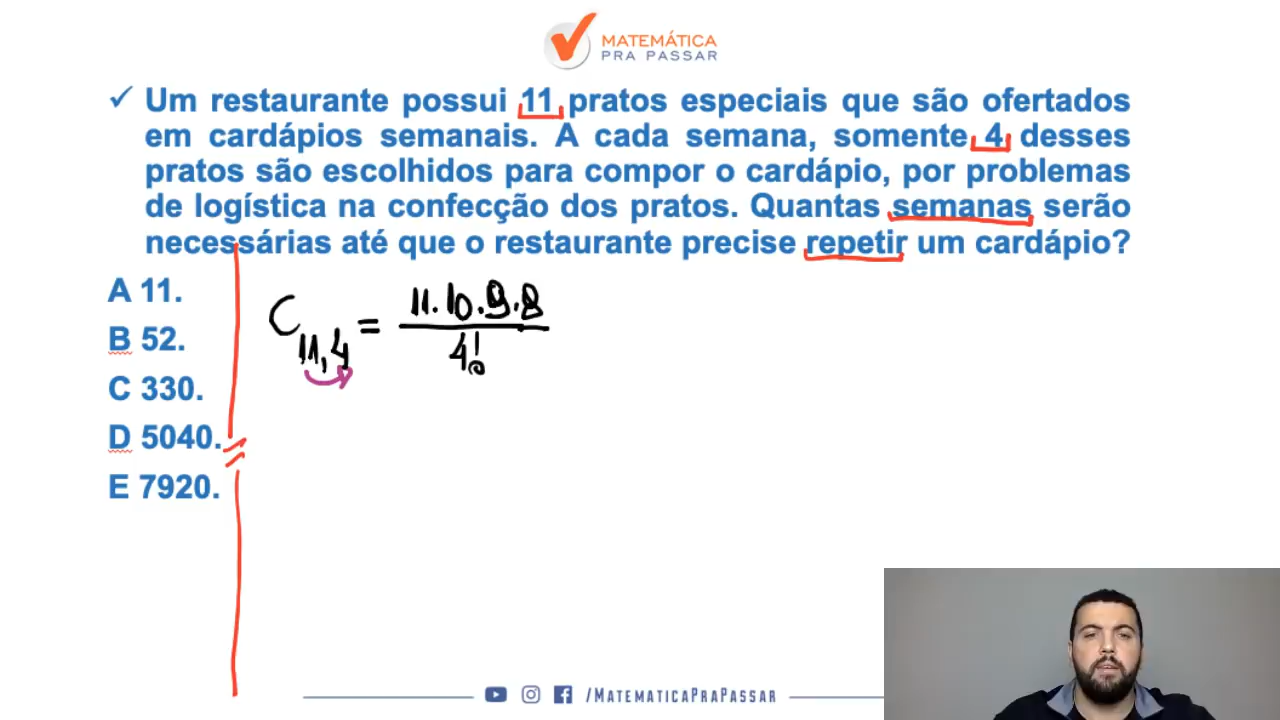 MATEMÁTICA
PRA PASSAR
✓ Um restaurante possui 11 pratos especiais que são ofertados
em cardápios semanais. A cada semana, somente 4 desses
pratos são escolhidos para compor o cardápio, por problemas
de logística na confecção dos pratos. Quantas semanas serão
necessárias até que o restaurante precise repetir um cardápio?
A 11.
B 52.
C 330.
D 5040.
E 7920.
C11,4 = 11.10.9.8
4!
/MATEMATICAPRAPASSAR